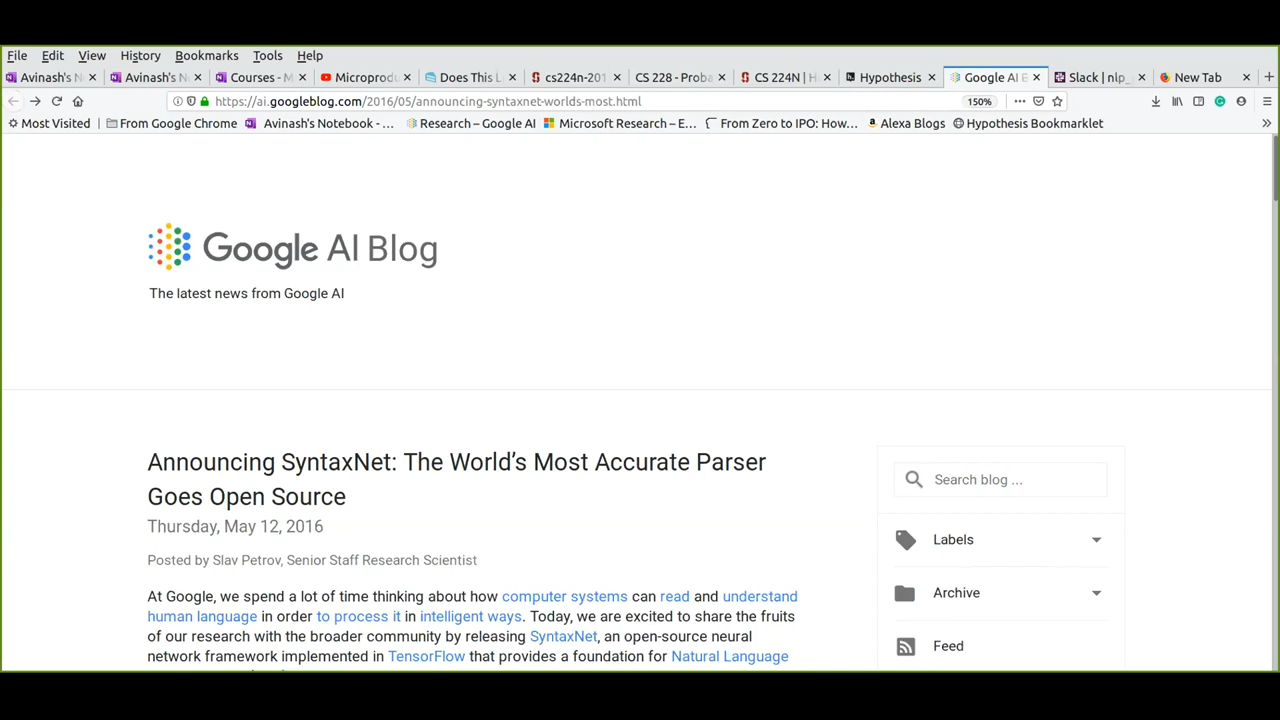 File Edit View History Bookmarks Tools Help
Avinash's N Avinash's N Courses - M Microprodu Does This L cs224n-201 CS 228 - Proba CS 224N | H Hypothesis Google AI B Slack | nlp_ New Tab
https://ai.googleblog.com/2016/05/announcing-syntaxnet-worlds-most.html 150%
Most Visited From Google Chrome Avinash's Notebook - ... Research – Google AI Microsoft Research – E... From Zero to IPO: How... Alexa Blogs Hypothesis Bookmarklet
Google AI Blog
The latest news from Google AI
Announcing SyntaxNet: The World's Most Accurate Parser
Goes Open Source
Thursday, May 12, 2016
Posted by Slav Petrov, Senior Staff Research Scientist
At Google, we spend a lot of time thinking about how computer systems can read and understand
human language in order to process it in intelligent ways. Today, we are excited to share the fruits
of our research with the broader community by releasing SyntaxNet, an open-source neural
network framework implemented in TensorFlow that provides a foundation for Natural Language
Search blog ...
Labels
Archive
Feed